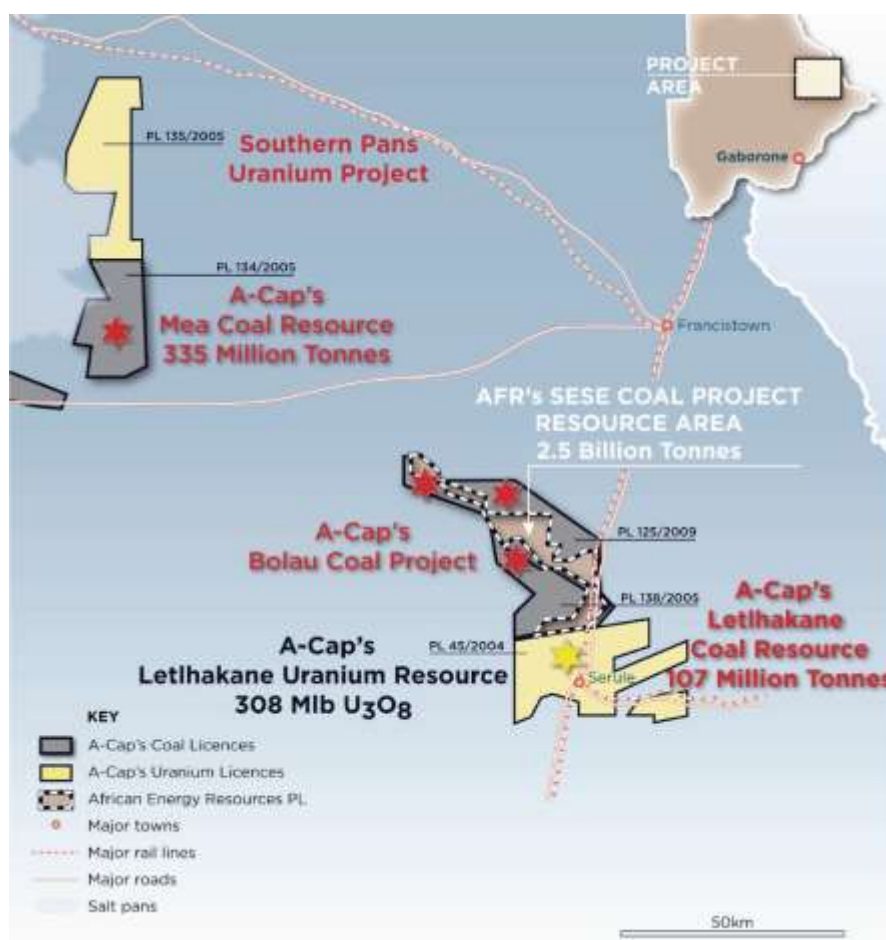 PROJECT
AREA
Gaborone
PL 135/2005
Southern Pans
Uranium Project
PL 134/2005
A-Cap's
Mea Coal Resource
335 Million Tonnes
Francistown
AFR's SESE COAL PROJECT
RESOURCE AREA
2.5 Billion Tonnes
A-Cap's
Bolau Coal Project
PL 125/2009
PL 138/2005
A-Cap's
Letlhakane
Coal Resource
107 Million Tonnes
PL 45/2004
A-Cap's
Letlhakane Uranium Resource
308 Mlb U3O8
Serule
KEY
A-Cap's Coal Licences
A-Cap's Uranium Licences
African Energy Resources PL
Major towns
Major rail lines
Major roads
Salt pans
50km